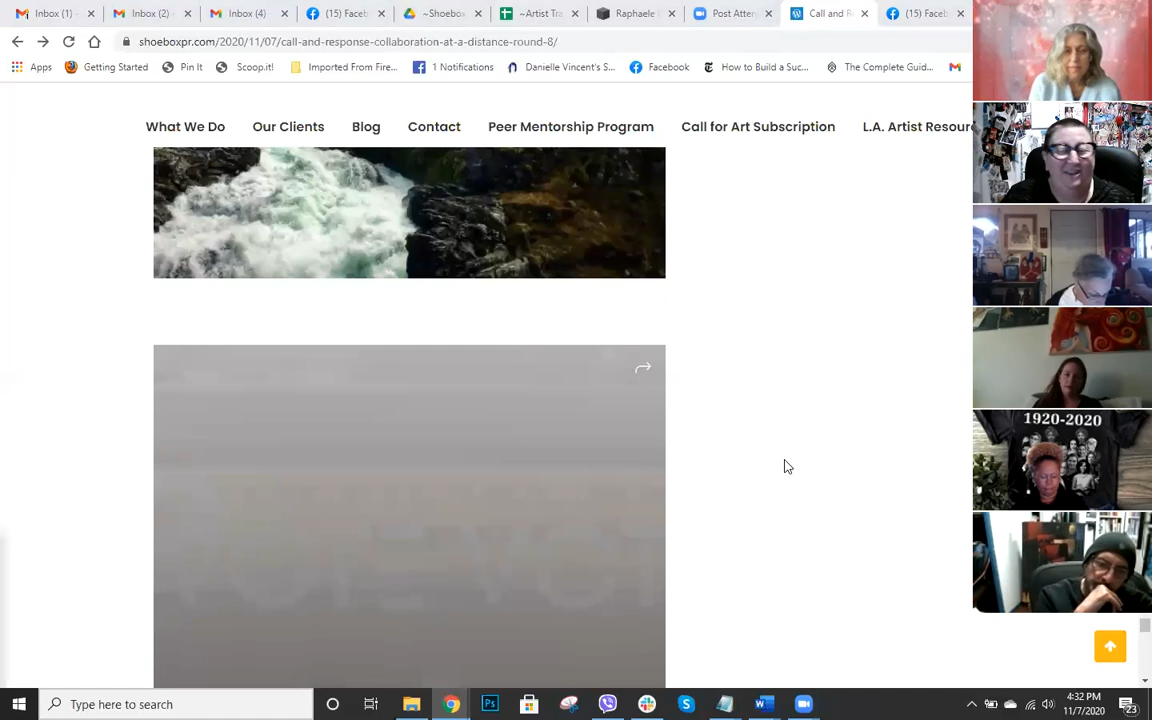 Inbox (1) -
Inbox (2) -
Inbox (4)
(15) Faceb
~Shoebox
~Artist Tra
Raphaele
Post Atten
Call and Re
(15) Faceb
shoeboxpr.com/2020/11/07/call-and-response-collaboration-at-a-distance-round-8/
Apps
Getting Started
Pin It
Scoop.it!
Imported From Fire...
1 Notifications
Danielle Vincent's S...
Facebook
How to Build a Suc...
The Complete Guid...
What We Do
Our Clients
Blog
Contact
Peer Mentorship Program
Call for Art Subscription
L.A. Artist Resour
1920-2020
Type here to search
4:32 PM
11/7/2020
23